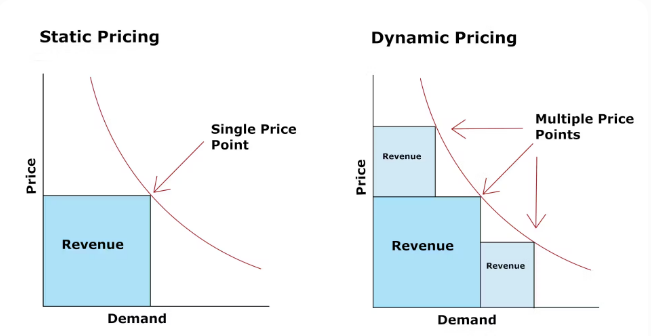 Static Pricing
Price
Single Price
Point
Revenue
Demand
Dynamic Pricing
Price
Multiple Price
Points
Revenue
Revenue
Revenue
Demand